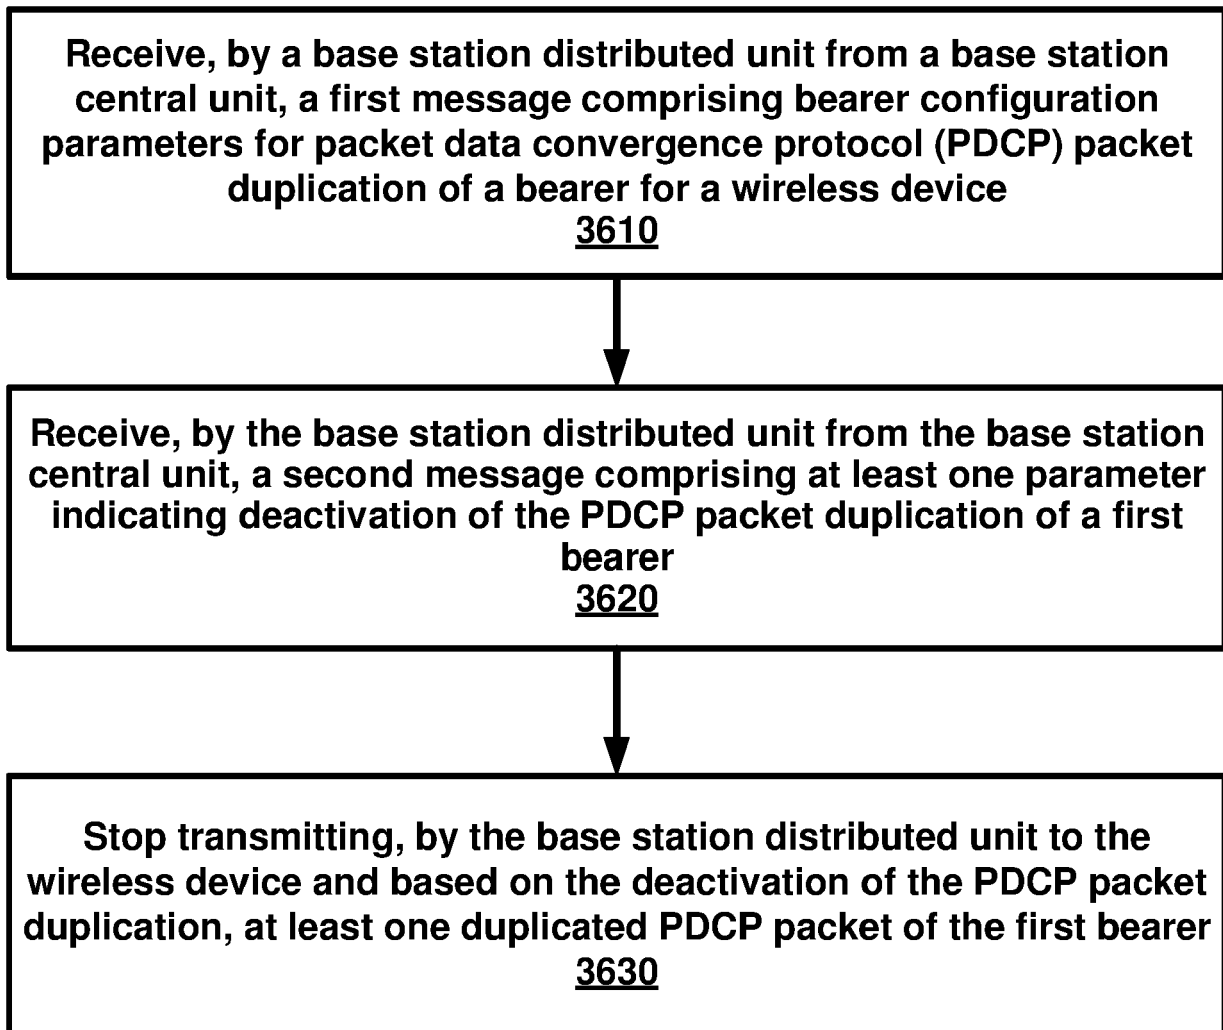 Receive, by a base station distributed unit from a base station
central unit, a first message comprising bearer configuration
parameters for packet data convergence protocol (PDCP) packet
duplication of a bearer for a wireless device
3610
Receive, by the base station distributed unit from the base station
central unit, a second message comprising at least one parameter
indicating deactivation of the PDCP packet duplication of a first
bearer
3620
Stop transmitting, by the base station distributed unit to the
wireless device and based on the deactivation of the PDCP packet
duplication, at least one duplicated PDCP packet of the first bearer
3630